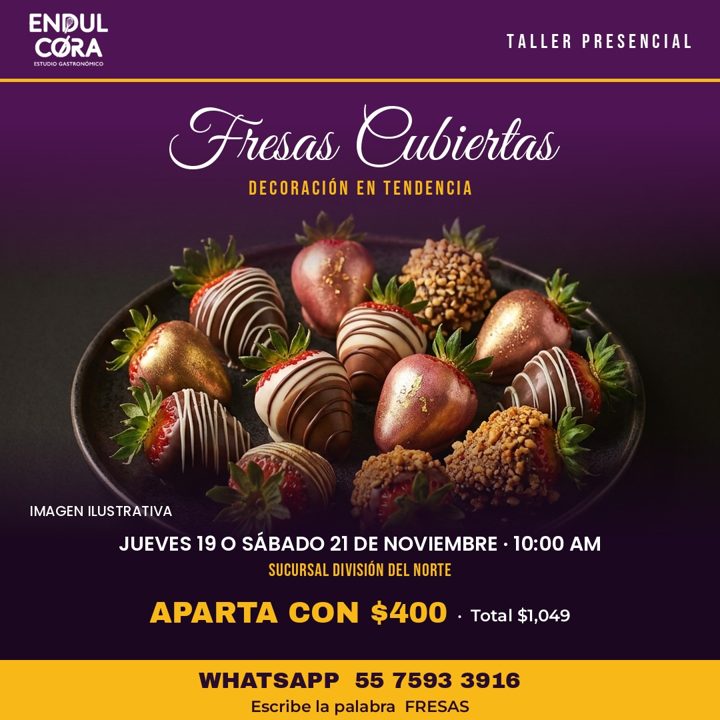 ENDUL
CORA
ESTUDIO GASTRONÓMICO
TALLER PRESENCIAL
Fresas Cubiertas
DECORACIÓN EN TENDENCIA
IMAGEN ILUSTRATIVA
JUEVES 19 O SÁBADO 21 DE NOVIEMBRE · 10:00 AM
SUCURSAL DIVISIÓN DEL NORTE
APARTA CON $400 · Total $1,049
WHATSAPP 55 7593 3916
Escribe la palabra FRESAS